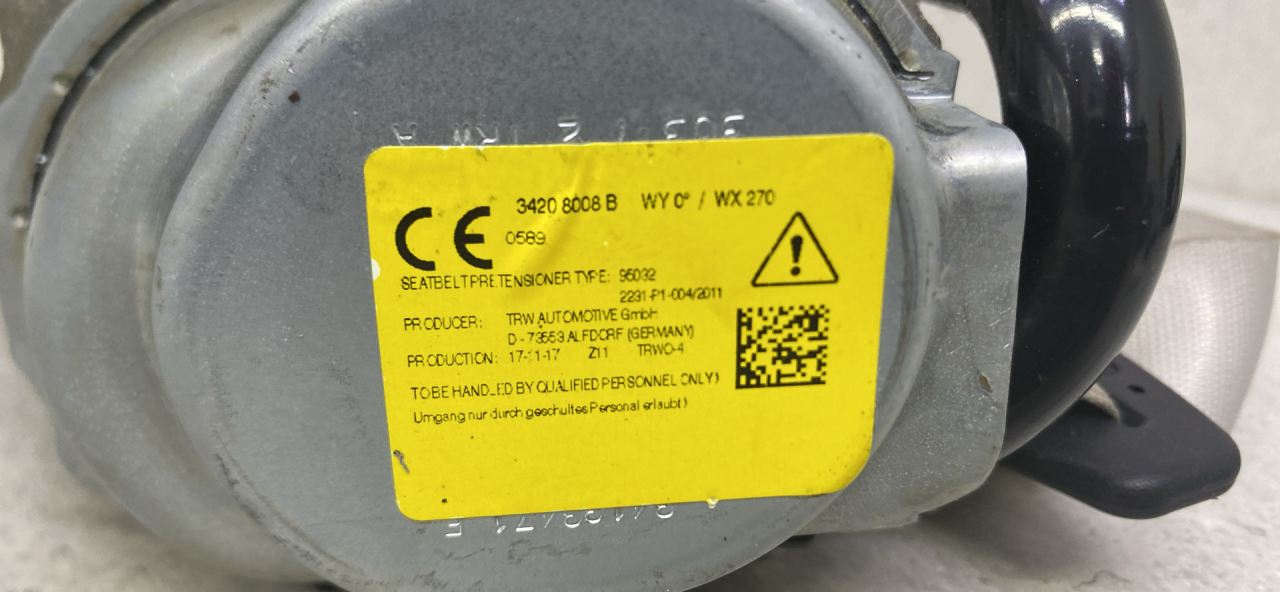 3420 8008 B WY 0° / WX 270
CE 0589
SEATBELT PRETENSIONER TYPE: 95032
2231-P1-004/2011
PRODUCER: TRW AUTOMOTIVE GmbH
D - 73553 ALFDORF (GERMANY)
PRODUCTION: 17-11-17 Z11 TRWO-4
TO BE HANDLED BY QUALIFIED PERSONNEL ONLY!
Umgang nur durch geschultes Personal erlaubt!